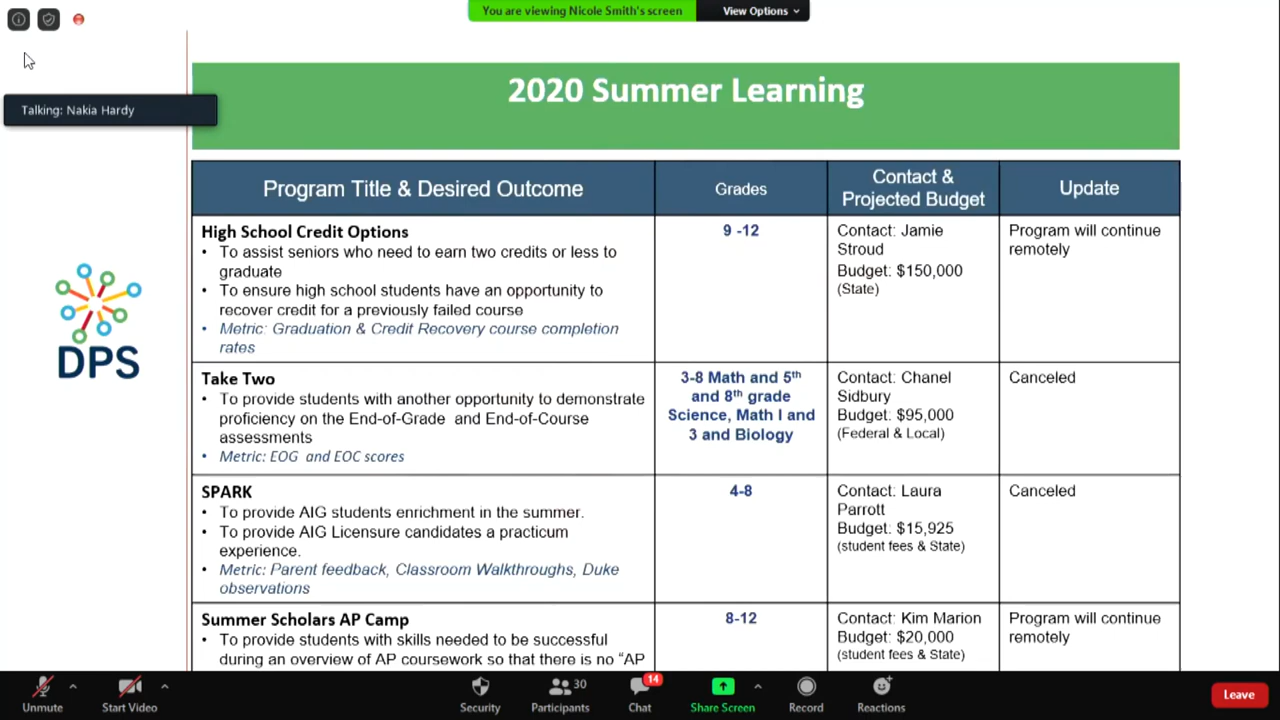 You are viewing Nicole Smith's screen
View Options
Talking: Nakia Hardy
2020 Summer Learning
Program Title & Desired Outcome
Grades
Contact &
Projected Budget
Update
High School Credit Options
• To assist seniors who need to earn two credits or less to
graduate
• To ensure high school students have an opportunity to
recover credit for a previously failed course
• Metric: Graduation & Credit Recovery course completion
rates
9 -12
Contact: Jamie
Stroud
Budget: $150,000
(State)
Program will continue
remotely
Take Two
• To provide students with another opportunity to demonstrate
proficiency on the End-of-Grade and End-of-Course
assessments
• Metric: EOG and EOC scores
3-8 Math and 5th
and 8th grade
Science, Math I and
3 and Biology
Contact: Chanel
Sidbury
Budget: $95,000
(Federal & Local)
Canceled
SPARK
• To provide AIG students enrichment in the summer.
• To provide AIG Licensure candidates a practicum
experience.
• Metric: Parent feedback, Classroom Walkthroughs, Duke
observations
4-8
Contact: Laura
Parrott
Budget: $15,925
(student fees & State)
Canceled
Summer Scholars AP Camp
• To provide students with skills needed to be successful
during an overview of AP coursework so that there is no “AP
8-12
Contact: Kim Marion
Budget: $20,000
(student fees & State)
Program will continue
remotely
DPS
Unmute
Start Video
Security
30
Participants
14
Chat
Share Screen
Record
Reactions
Leave